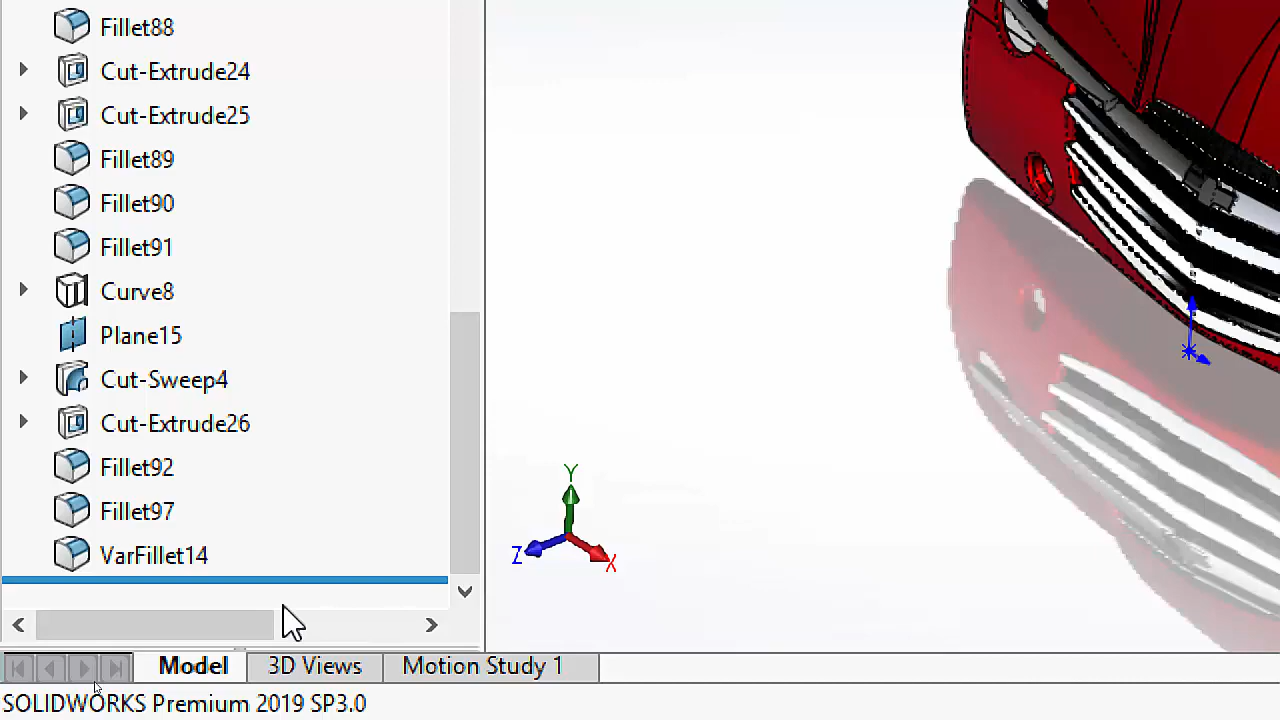 Fillet88
Cut-Extrude24
Cut-Extrude25
Fillet89
Fillet90
Fillet91
Curve8
Plane15
Cut-Sweep4
Cut-Extrude26
Fillet92
Fillet97
VarFillet14
Y
Z
X
Model 3D Views Motion Study 1
SOLIDWORKS Premium 2019 SP3.0